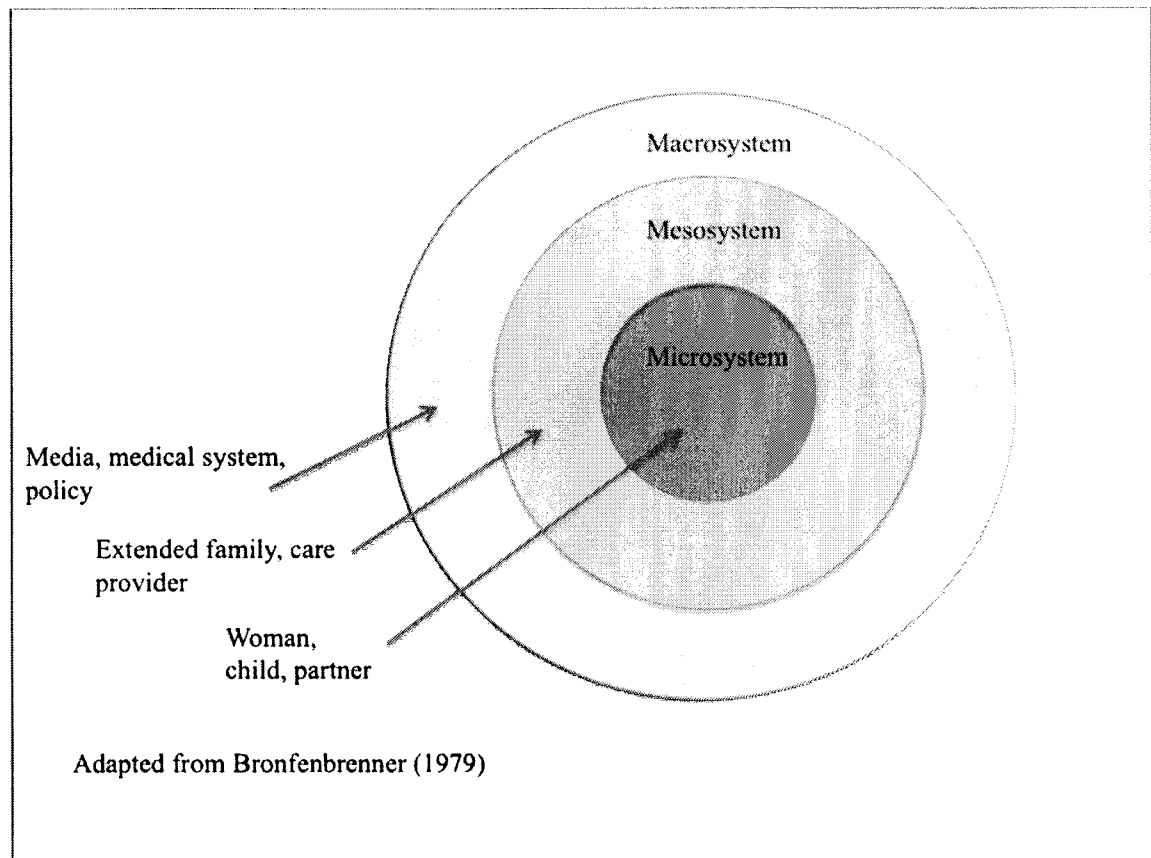 Macrosystem
Mesosystem
Microsystem
Media, medical system,
policy
Extended family, care
provider
Woman,
child, partner
Adapted from Bronfenbrenner (1979)